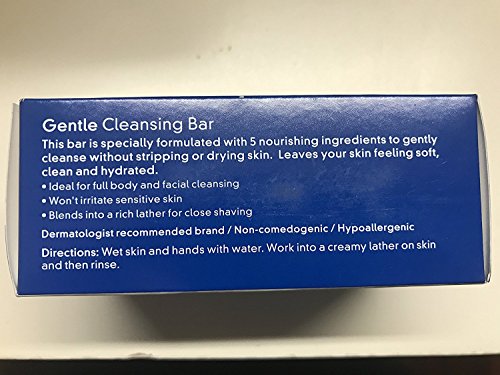 Gentle Cleansing Bar
This bar is specially formulated with 5 nourishing ingredients to gently
cleanse without stripping or drying skin. Leaves your skin feeling soft,
clean and hydrated.
• Ideal for full body and facial cleansing
• Won't irritate sensitive skin
• Blends into a rich lather for close shaving
Dermatologist recommended brand / Non-comedogenic / Hypoallergenic
Directions: Wet skin and hands with water. Work into a creamy lather on skin
and then rinse.